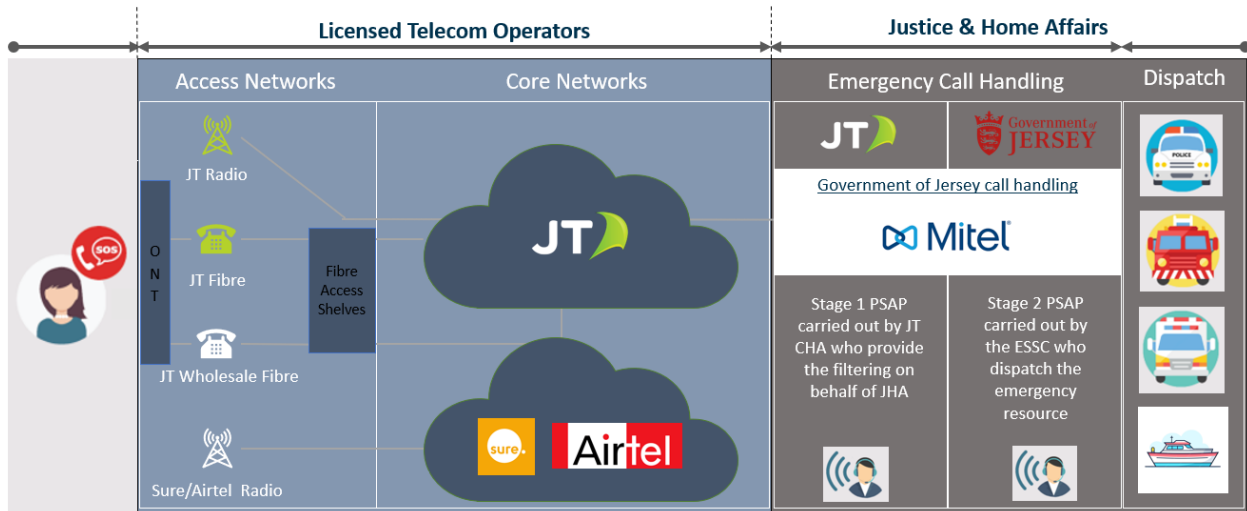 Licensed Telecom Operators
Justice & Home Affairs
Access Networks
Core Networks
Emergency Call Handling
Dispatch
JT Radio
O
N
T
JT Fibre
Fibre
Access
Shelves
JT Wholesale Fibre
Sure/Airtel Radio
SOS
JT
sure.
Airtel
JT
Government of
JERSEY
Government of Jersey call handling
Mitel®
Stage 1 PSAP
carried out by JT
CHA who provide
the filtering on
behalf of JHA
Stage 2 PSAP
carried out by
the ESSC who
dispatch the
emergency
resource
POLICE